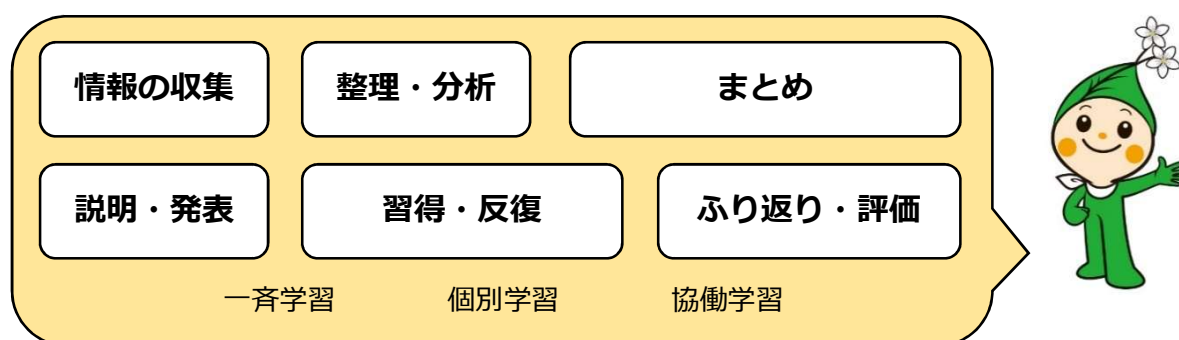 情報の収集 整理・分析 まとめ
説明・発表 習得・反復 ふり返り・評価
一斉学習 個別学習 協働学習